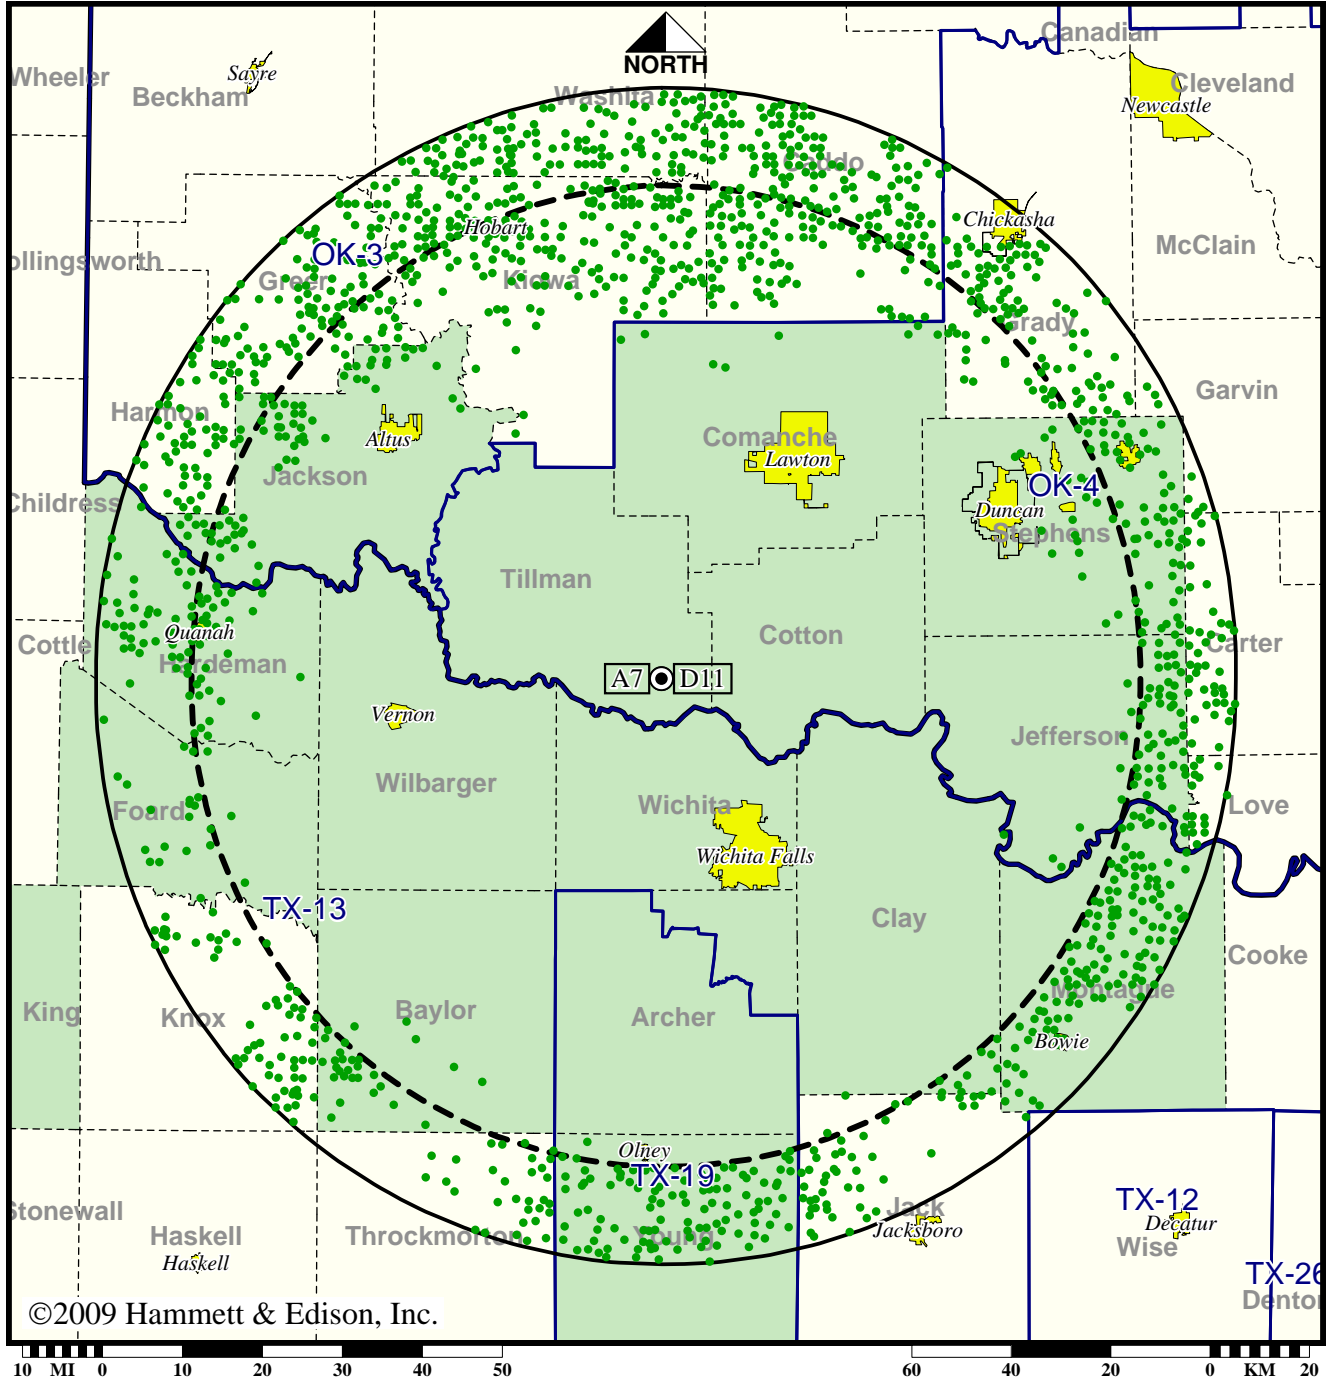 Canadian
NORTH
Wheeler
Sayre
Beckham
Washita
Cleveland
Newcastle
Caddo
Chickasha
Hobart
OK-3
McClain
ollingsworth
Greer
Kiowa
Grady
Garvin
Harmon
Altus
Comanche
Lawton
Jackson
OK-4
Childress
Duncan
Stephens
Tillman
Quanah
Cotton
Cottle
Hardeman
Carter
A7
D11
Vernon
Jefferson
Wilbarger
Wichita
Love
Foard
Wichita Falls
TX-13
Clay
Cooke
Montague
King
Knox
Baylor
Archer
Bowie
Olney
TX-19
TX-12
Stonewall
Jack
Decatur
Haskell
Throckmorton
Young
Jacksboro
Wise
Haskell
TX-26
Denton
©2009 Hammett & Edison, Inc.
10 MI 0 10 20 30 40 50
60 40 20 0 KM 20